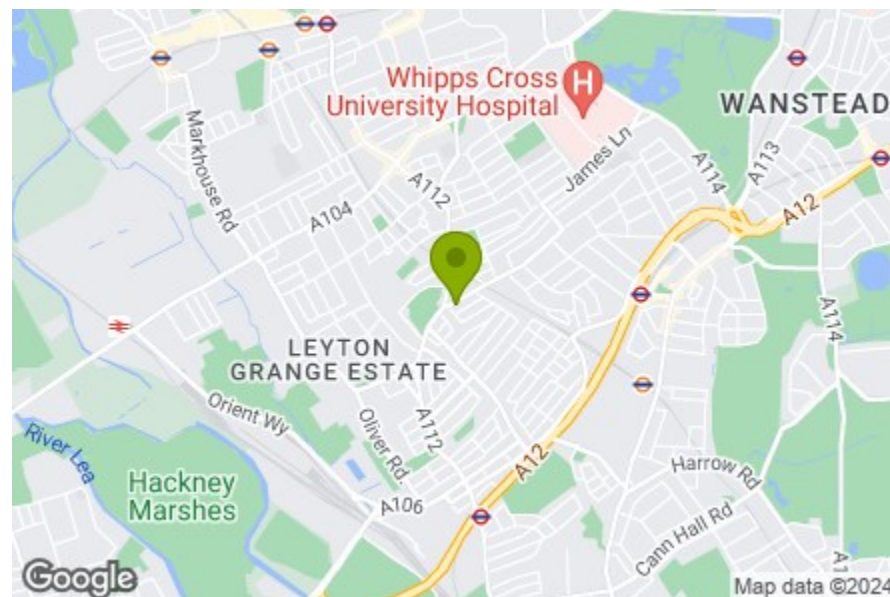 Whipps Cross
University Hospital
H
WANSTEAD
James Ln
A114
A113
A12
Markhouse Rd
A112
A104
LEYTON
GRANGE ESTATE
A114
Orient Wy
Oliver Rd.
A112
River Lea
Hackney
Marshes
A106
A12
Harrow Rd
Cann Hall Rd
Google
Map data ©2024